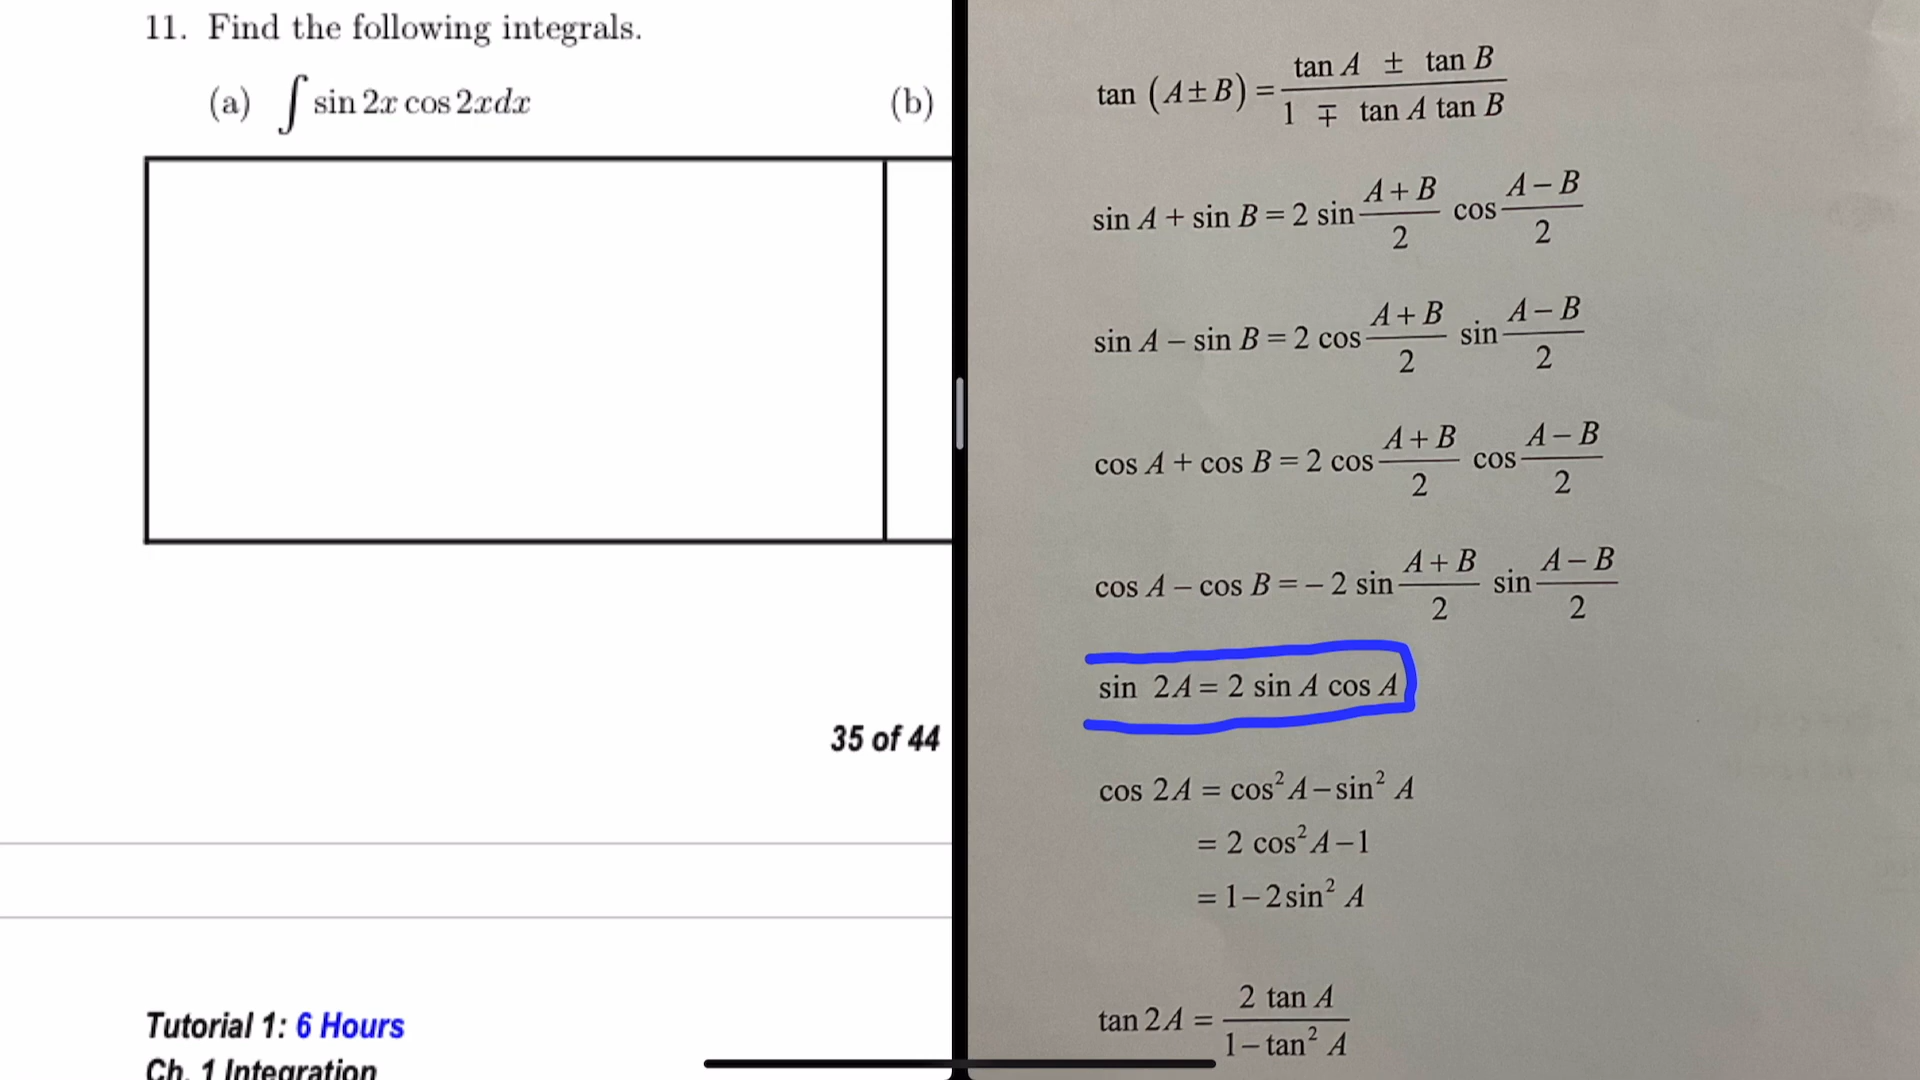 11. Find the following integrals.
(a) ∫ sin 2x cos 2xdx
(b)
35 of 44
Tutorial 1: 6 Hours
Ch. 1 Integration
tan (A±B) = (tan A ± tan B)/(1 ∓ tan A tan B)
sin A + sin B = 2 sin (A+B)/2 cos (A−B)/2
sin A − sin B = 2 cos (A+B)/2 sin (A−B)/2
cos A + cos B = 2 cos (A+B)/2 cos (A−B)/2
cos A − cos B = − 2 sin (A+B)/2 sin (A−B)/2
sin 2A = 2 sin A cos A
cos 2A = cos² A − sin² A
= 2 cos² A − 1
= 1 − 2 sin² A
tan 2A = (2 tan A)/(1 − tan² A)